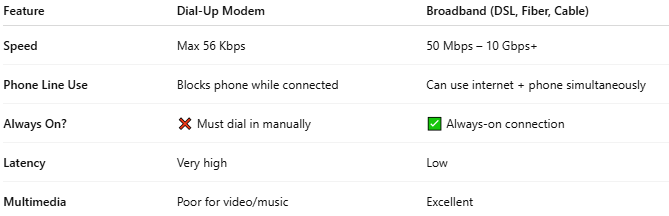 Feature Dial-Up Modem Broadband (DSL, Fiber, Cable)
Speed Max 56 Kbps 50 Mbps – 10 Gbps+
Phone Line Use Blocks phone while connected Can use internet + phone simultaneously
Always On? ❌ Must dial in manually ✅ Always-on connection
Latency Very high Low
Multimedia Poor for video/music Excellent